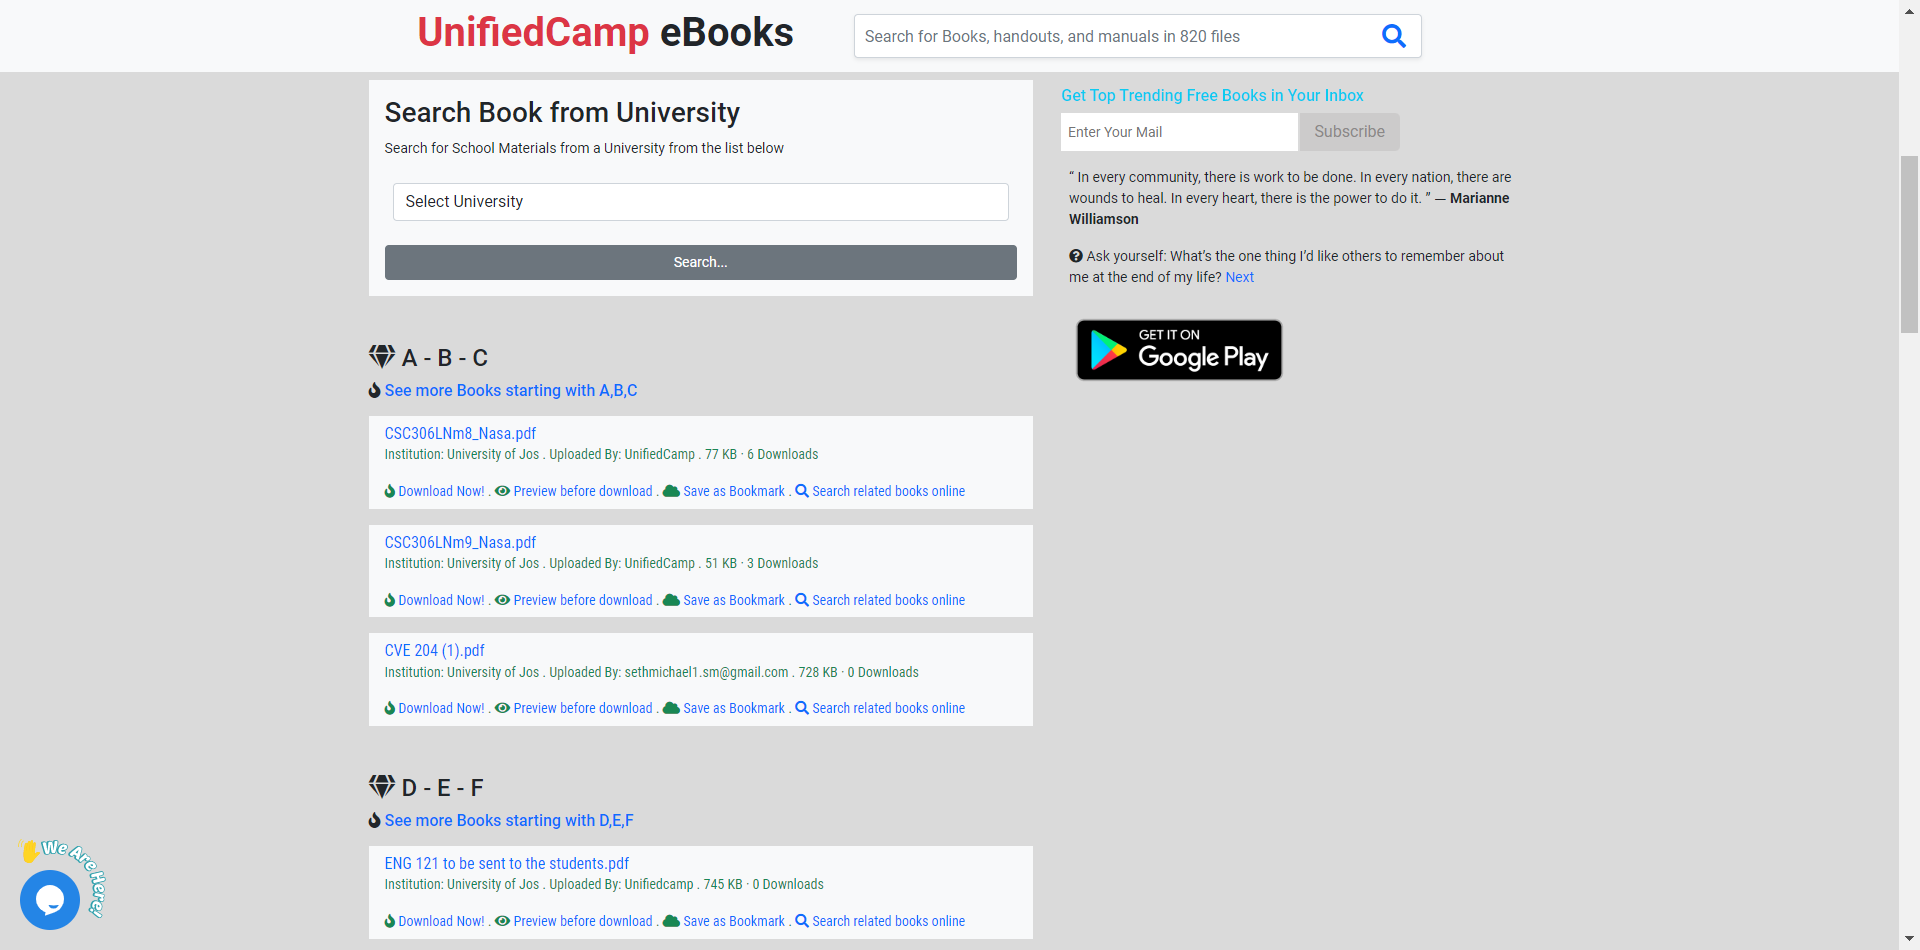 UnifiedCamp eBooks
Search for Books, handouts, and manuals in 820 files
Search Book from University
Search for School Materials from a University from the list below
Select University
Search...
Get Top Trending Free Books in Your Inbox
Enter Your Mail
Subscribe
“ In every community, there is work to be done. In every nation, there are
wounds to heal. In every heart, there is the power to do it. ” — Marianne
Williamson
Ask yourself: What’s the one thing I’d like others to remember about
me at the end of my life? Next
GET IT ON
Google Play
A - B - C
See more Books starting with A,B,C
CSC306LNm8_Nasa.pdf
Institution: University of Jos . Uploaded By: UnifiedCamp . 77 KB · 6 Downloads
Download Now! . Preview before download . Save as Bookmark . Search related books online
CSC306LNm9_Nasa.pdf
Institution: University of Jos . Uploaded By: UnifiedCamp . 51 KB · 3 Downloads
Download Now! . Preview before download . Save as Bookmark . Search related books online
CVE 204 (1).pdf
Institution: University of Jos . Uploaded By: sethmichael1.sm@gmail.com . 728 KB · 0 Downloads
Download Now! . Preview before download . Save as Bookmark . Search related books online
D - E - F
See more Books starting with D,E,F
ENG 121 to be sent to the students.pdf
Institution: University of Jos . Uploaded By: Unifiedcamp . 745 KB · 0 Downloads
Download Now! . Preview before download . Save as Bookmark . Search related books online
We Are Here!